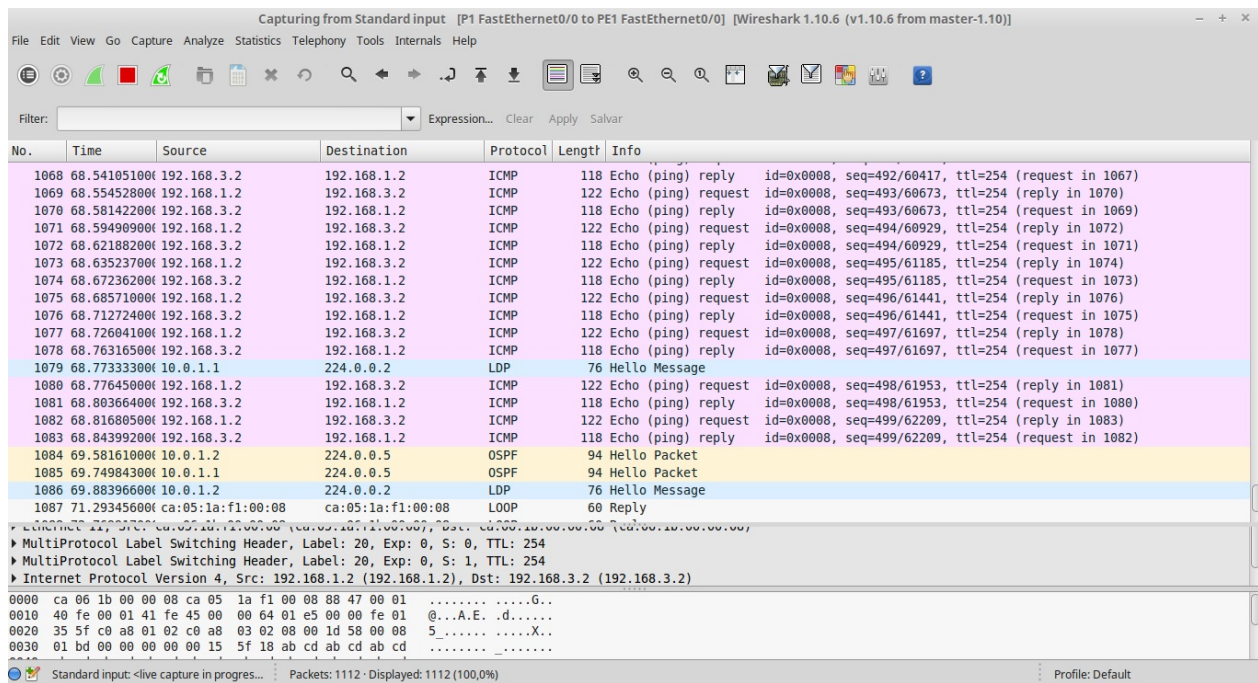 Capturing from Standard input [P1 FastEthernet0/0 to PE1 FastEthernet0/0] [Wireshark 1.10.6 (v1.10.6 from master-1.10)]
File Edit View Go Capture Analyze Statistics Telephony Tools Internals Help
Filter: Expression... Clear Apply Salvar
No. Time Source Destination Protocol Length Info
1068 68.541051000 192.168.3.2 192.168.1.2 ICMP 118 Echo (ping) reply id=0x0008, seq=492/60417, ttl=254 (request in 1067)
1069 68.554528000 192.168.1.2 192.168.3.2 ICMP 122 Echo (ping) request id=0x0008, seq=493/60673, ttl=254 (reply in 1070)
1070 68.581422000 192.168.3.2 192.168.1.2 ICMP 118 Echo (ping) reply id=0x0008, seq=493/60673, ttl=254 (request in 1069)
1071 68.594909000 192.168.1.2 192.168.3.2 ICMP 122 Echo (ping) request id=0x0008, seq=494/60929, ttl=254 (reply in 1072)
1072 68.621882000 192.168.3.2 192.168.1.2 ICMP 118 Echo (ping) reply id=0x0008, seq=494/60929, ttl=254 (request in 1071)
1073 68.635237000 192.168.1.2 192.168.3.2 ICMP 122 Echo (ping) request id=0x0008, seq=495/61185, ttl=254 (reply in 1074)
1074 68.672362000 192.168.3.2 192.168.1.2 ICMP 118 Echo (ping) reply id=0x0008, seq=495/61185, ttl=254 (request in 1073)
1075 68.685710000 192.168.1.2 192.168.3.2 ICMP 122 Echo (ping) request id=0x0008, seq=496/61441, ttl=254 (reply in 1076)
1076 68.712724000 192.168.3.2 192.168.1.2 ICMP 118 Echo (ping) reply id=0x0008, seq=496/61441, ttl=254 (request in 1075)
1077 68.726041000 192.168.1.2 192.168.3.2 ICMP 122 Echo (ping) request id=0x0008, seq=497/61697, ttl=254 (reply in 1078)
1078 68.763165000 192.168.3.2 192.168.1.2 ICMP 118 Echo (ping) reply id=0x0008, seq=497/61697, ttl=254 (request in 1077)
1079 68.773333000 10.0.1.1 224.0.0.2 LDP 76 Hello Message
1080 68.776450000 192.168.1.2 192.168.3.2 ICMP 122 Echo (ping) request id=0x0008, seq=498/61953, ttl=254 (reply in 1081)
1081 68.803664000 192.168.3.2 192.168.1.2 ICMP 118 Echo (ping) reply id=0x0008, seq=498/61953, ttl=254 (request in 1080)
1082 68.816805000 192.168.1.2 192.168.3.2 ICMP 122 Echo (ping) request id=0x0008, seq=499/62209, ttl=254 (reply in 1083)
1083 68.843992000 192.168.3.2 192.168.1.2 ICMP 118 Echo (ping) reply id=0x0008, seq=499/62209, ttl=254 (request in 1082)
1084 69.581610000 10.0.1.2 224.0.0.5 OSPF 94 Hello Packet
1085 69.749843000 10.0.1.1 224.0.0.5 OSPF 94 Hello Packet
1086 69.883966000 10.0.1.2 224.0.0.2 LDP 76 Hello Message
1087 71.293456000 ca:05:1a:f1:00:08 ca:05:1a:f1:00:08 LOOP 60 Reply
MultiProtocol Label Switching Header, Label: 20, Exp: 0, S: 0, TTL: 254
MultiProtocol Label Switching Header, Label: 20, Exp: 0, S: 1, TTL: 254
Internet Protocol Version 4, Src: 192.168.1.2 (192.168.1.2), Dst: 192.168.3.2 (192.168.3.2)
0000 ca 06 1b 00 00 08 ca 05 1a f1 00 08 88 47 00 01 ........ .....G..
0010 40 fe 00 01 41 fe 45 00 00 64 01 e5 00 00 fe 01 @...A.E. .d......
0020 35 5f c0 a8 01 02 c0 a8 03 02 08 00 1d 58 00 08 5_...... .....X..
0030 01 bd 00 00 00 00 00 15 5f 18 ab cd ab cd ab cd ........ _.......
Standard input: <live capture in progres... Packets: 1112 · Displayed: 1112 (100,0%) Profile: Default